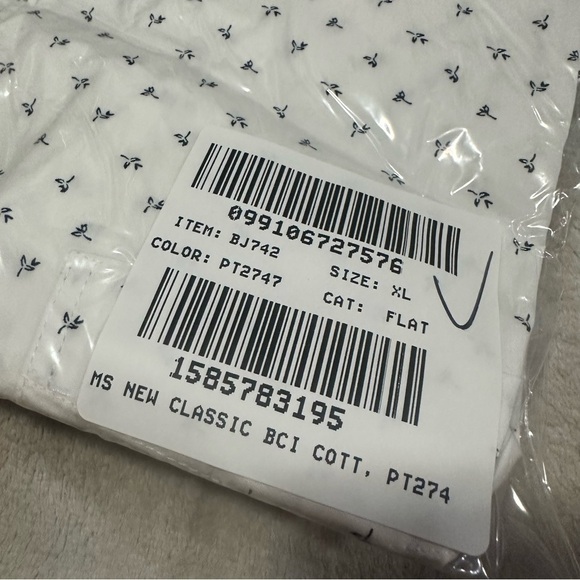 099106727576
ITEM: BJ742 SIZE: XL
COLOR: PT2747 CAT: FLAT
1585783195
MS NEW CLASSIC BCI COTT, PT274